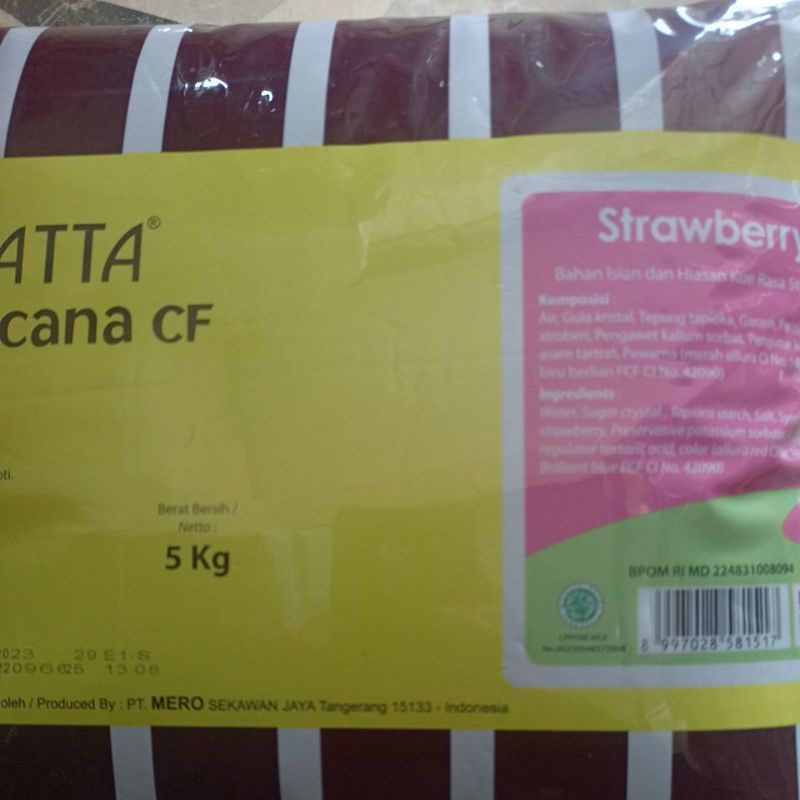 ATTA®
cana CF
oti.
Berat Bersih /
Netto :
5 Kg
2023 29 E1-S
13 08
oleh / Produced By : PT. MERO SEKAWAN JAYA Tangerang 15133 - Indonesia
Strawberry
Bahan Isian dan Hiasan Kue Rasa
Komposisi :
Air, Gula kristal, Tepung tapioka, Garam,
stroberi, Pengawet kalium sorbat, Pengatur
asam tartrat, Pewarna (merah allura CI No.
biru berlian FCF CI No. 42090)
Ingredients :
Water, Sugar crystal, Tapioca starch, Salt,
strawberry, Preservative potassium sorbate
regulator tartaric acid, color (allura red
Brilliant blue FCF CI No. 42090)
BPOM RI MD 224831008094
LPPOM MUI
8 997028 581517